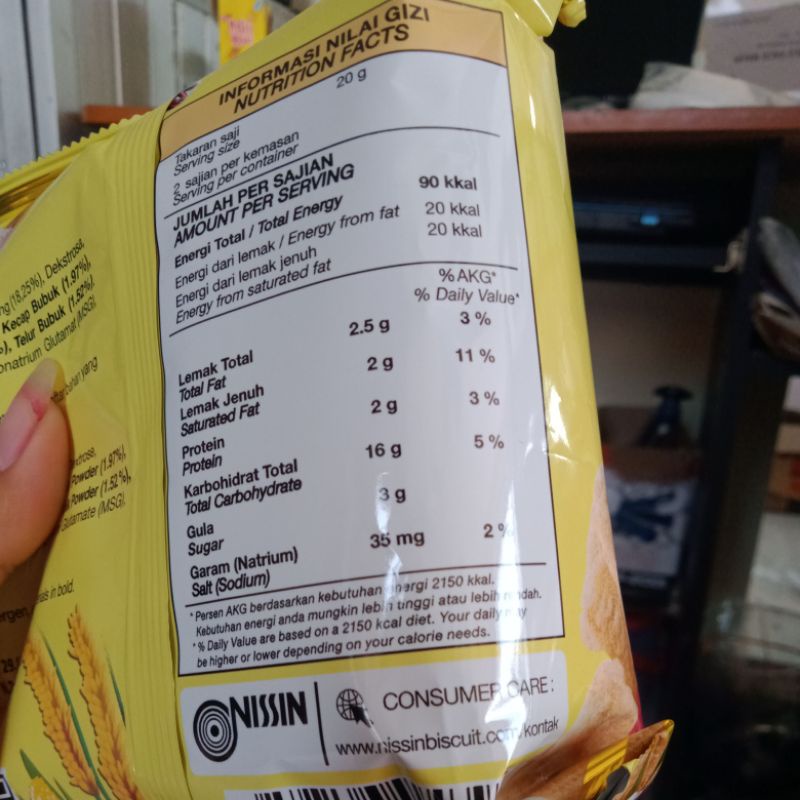 INFORMASI NILAI GIZI
NUTRITION FACTS
20 g
Takaran saji
Serving size
2 sajian per kemasan
Serving per container
JUMLAH PER SAJIAN
AMOUNT PER SERVING
Energi Total / Total Energy 90 kkal
Energi dari lemak / Energy from fat 20 kkal
Energi dari lemak jenuh 20 kkal
Energy from saturated fat
% AKG*
% Daily Value*
Lemak Total 2.5 g 3 %
Total Fat
Lemak Jenuh 2 g 11 %
Saturated Fat
Protein 2 g 3 %
Protein
Karbohidrat Total 16 g 5 %
Total Carbohydrate
Gula 3 g
Sugar
Garam (Natrium) 35 mg 2 %
Salt (Sodium)
*Persen AKG berdasarkan kebutuhan energi 2150 kkal.
Kebutuhan energi anda mungkin lebih tinggi atau lebih rendah.
*% Daily Value are based on a 2150 kcal diet. Your daily may
be higher or lower depending on your calorie needs.
NISSIN
CONSUMER CARE :
www.nissinbiscuit.com/kontak
(18.25%), Dekstrosa,
Kecap Bubuk (1.97%),
Telur Bubuk (1.52%),
Glutamat (MSG).
yang
Powder (1.97%),
Powder (1.52%),
Glutamate (MSG).
in bold.